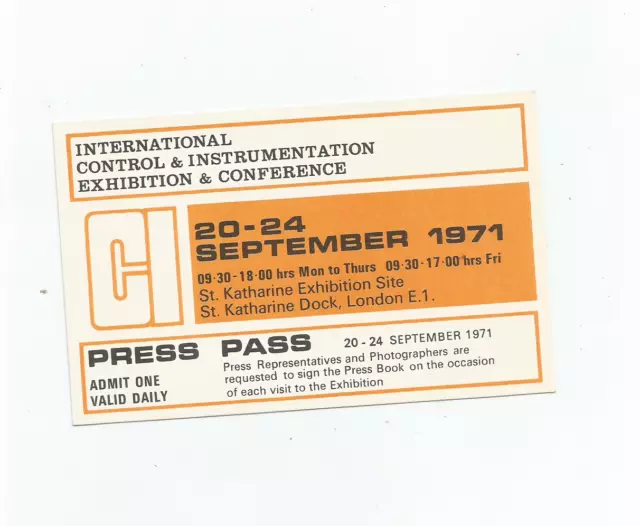 INTERNATIONAL
CONTROL & INSTRUMENTATION
EXHIBITION & CONFERENCE
CI
20-24
SEPTEMBER 1971
09·30-18·00 hrs Mon to Thurs 09·30-17·00 hrs Fri
St. Katharine Exhibition Site
St. Katharine Dock, London E.1.
PRESS PASS 20 - 24 SEPTEMBER 1971
ADMIT ONE
VALID DAILY
Press Representatives and Photographers are
requested to sign the Press Book on the occasion
of each visit to the Exhibition